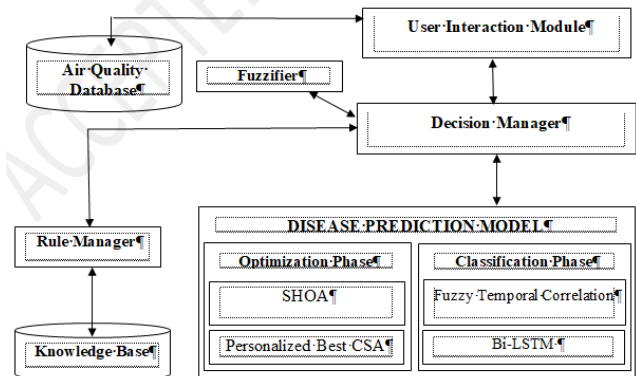 ACCEPTE
User Interaction Module¶
Air Quality
Database¶
Fuzzifier¶
Decision Manager¶
Rule Manager¶
Knowledge Base¶
DISEASE PREDICTION MODEL¶
Optimization Phase¶
SHOA¶
Personalized Best CSA¶
Classification Phase¶
Fuzzy Temporal Correlation¶
Bi-LSTM¶